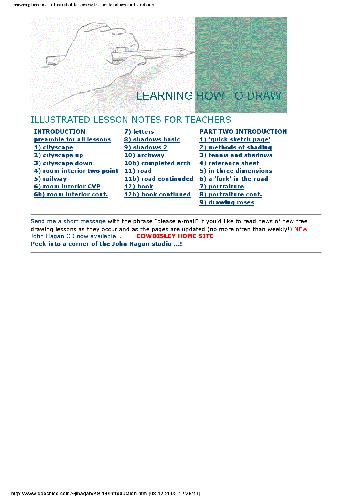 LEARNING HOW TO DRAW
ILLUSTRATED LESSON NOTES FOR TEACHERS
INTRODUCTION
preamble for all lessons
1) cityscape
2) cityscape up
3) cityscape down
4) room interior two point
5) railway
6) room interior CVP
6b) room interior cont.
7) letters
8) shadows basic
9) shadows 2
10) archway
10b) completed arch
11) road
11b) road continued
12) book
12b) book continued
PART TWO INTRODUCTION
1) 'quick sketch page'
2) methods of shading
3) tennis and shadows
4) reference sheet
5) in three dimensions
6) a 'fork' in the road
7) portraiture
8) portraiture cont.
9) drawing roses
Send me a short message with the phrase "please e-mail" if you'd like to read news of new free
drawing lessons as they occur and as the pages are updated (no more often than weekly!) NEW
John Hagan CD now available... COWDISLEY HOME SITE
Peek into a corner of the John Hagan studio ...!